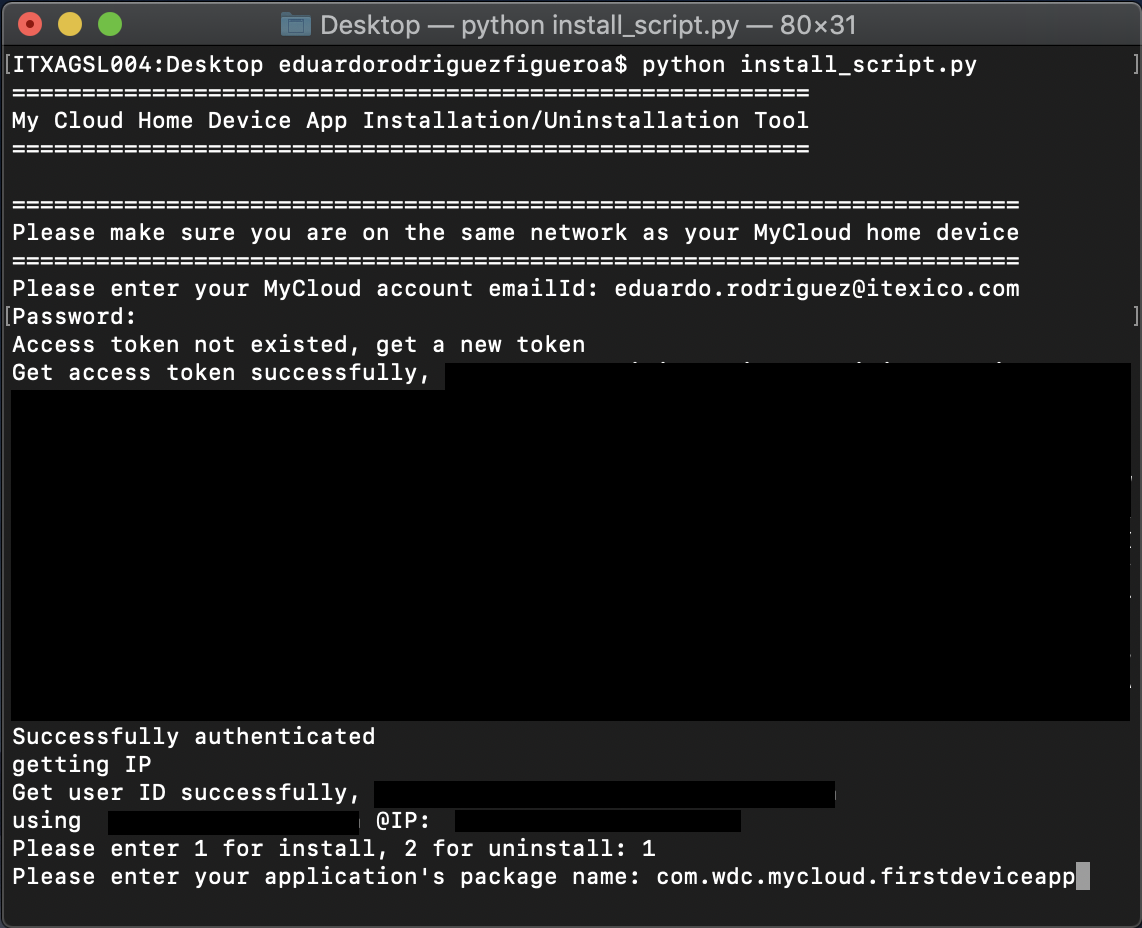 Desktop — python install_script.py — 80×31
[ITXAGSL004:Desktop eduardorodriguezfigueroa$ python install_script.py ]
=========================================================
My Cloud Home Device App Installation/Uninstallation Tool
=========================================================
========================================================================
Please make sure you are on the same network as your MyCloud home device
========================================================================
Please enter your MyCloud account emailId: eduardo.rodriguez@itexico.com
[Password: ]
Access token not existed, get a new token
Get access token successfully,
Successfully authenticated
getting IP
Get user ID successfully,
using @IP:
Please enter 1 for install, 2 for uninstall: 1
Please enter your application's package name: com.wdc.mycloud.firstdeviceapp